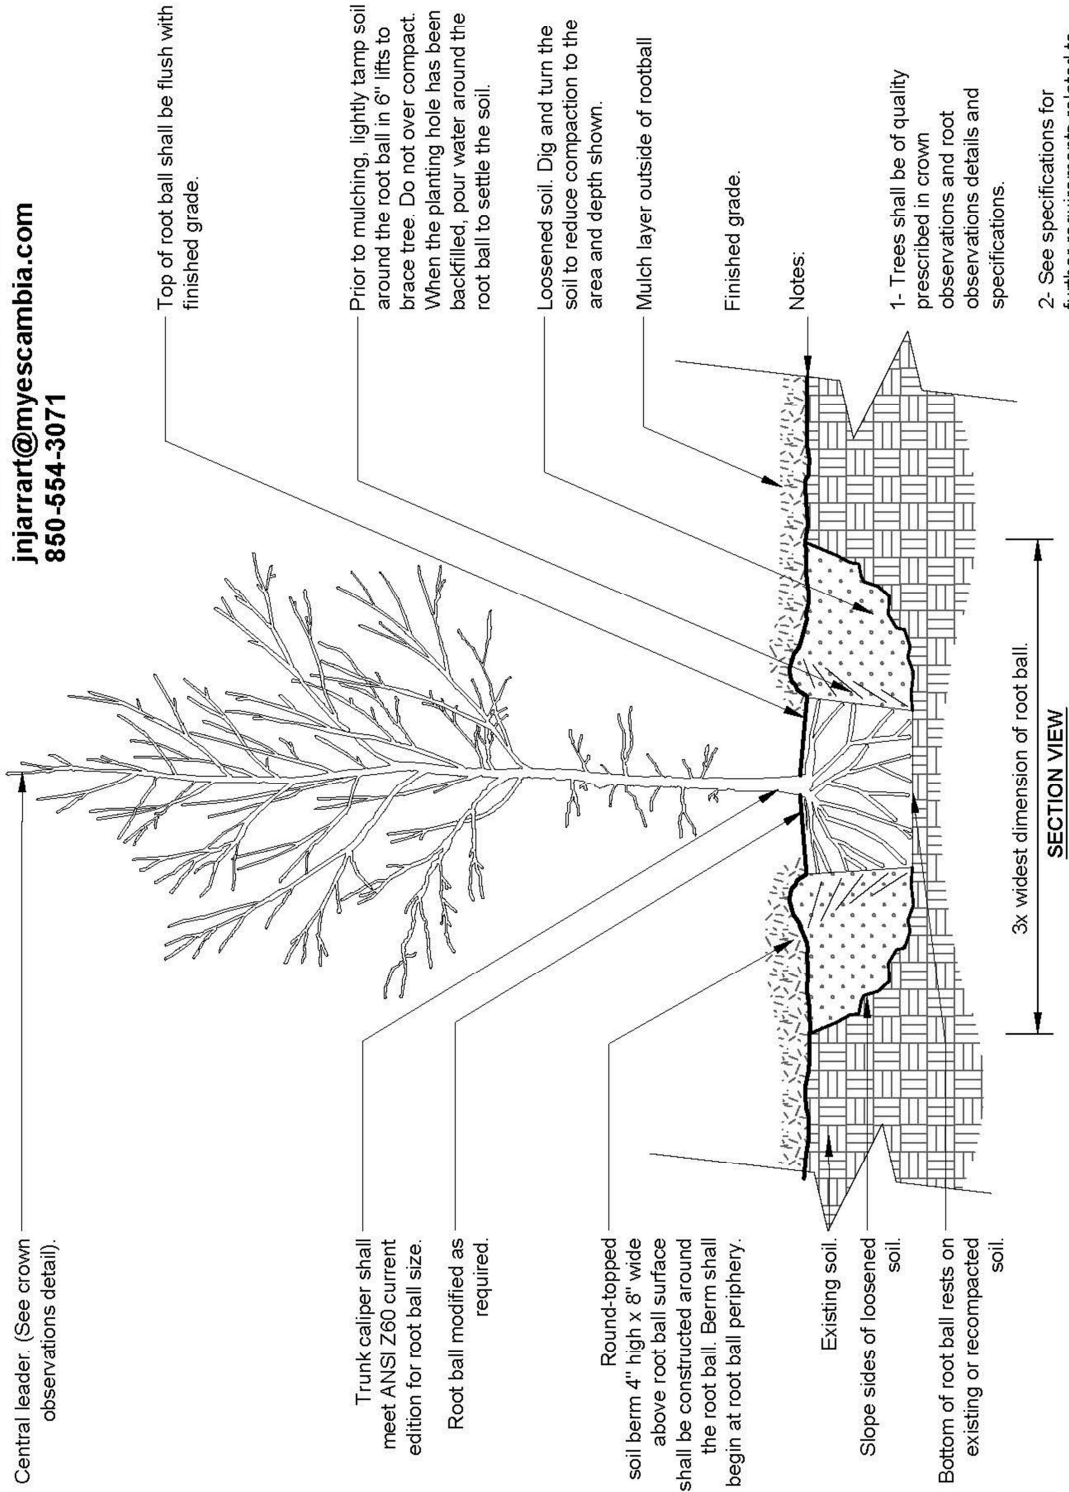 jnjarrart@myescambia.com
850-554-3071
Central leader. (See crown
observations detail).
Top of root ball shall be flush with
finished grade.
Trunk caliper shall
meet ANSI Z60 current
edition for root ball size.
Root ball modified as
required.
Prior to mulching, lightly tamp soil
around the root ball in 6" lifts to
brace tree. Do not over compact.
When the planting hole has been
backfilled, pour water around the
root ball to settle the soil.
Loosened soil. Dig and turn the
soil to reduce compaction to the
area and depth shown.
Round-topped
soil berm 4" high x 8" wide
above root ball surface
shall be constructed around
the root ball. Berm shall
begin at root ball periphery.
Mulch layer outside of rootball
Finished grade.
Existing soil.
Slope sides of loosened
soil.
Bottom of root ball rests on
existing or recompacted
soil.
Notes:
1- Trees shall be of quality
prescribed in crown
observations and root
observations details and
specifications.
2- See specifications for
further requirements related to
3x widest dimension of root ball.
SECTION VIEW